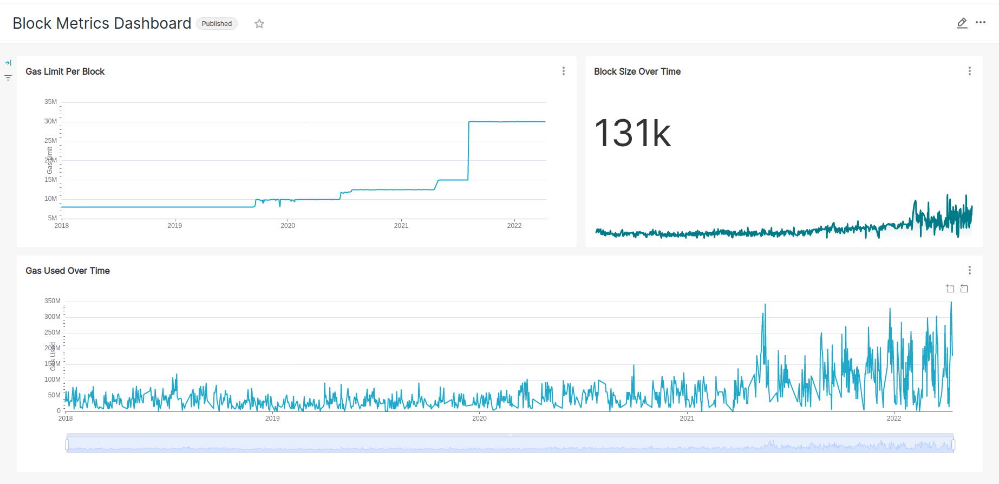 Block Metrics Dashboard
Published
Gas Limit Per Block
35M
30M
25M
20M
15M
10M
5M
Gas Limit
2018
2019
2020
2021
2022
Block Size Over Time
131k
Gas Used Over Time
350M
300M
250M
200M
150M
100M
50M
0
Gas Used
2018
2019
2020
2021
2022